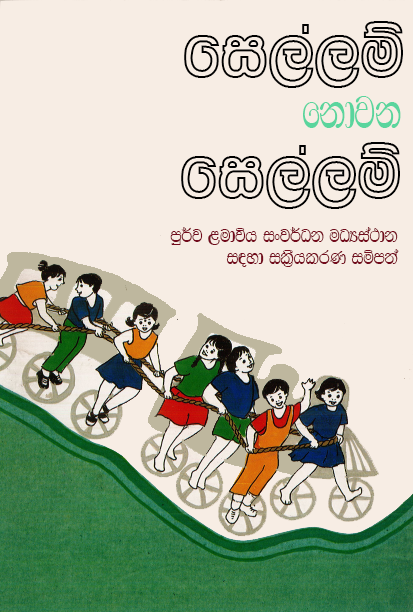 සෙල්ලම්
නොවන
සෙල්ලම්
පුර්ව ළමාවිය සංවර්ධන මධ්‍යස්ථාන
සඳහා සක්‍රියකරණ සම්පත්